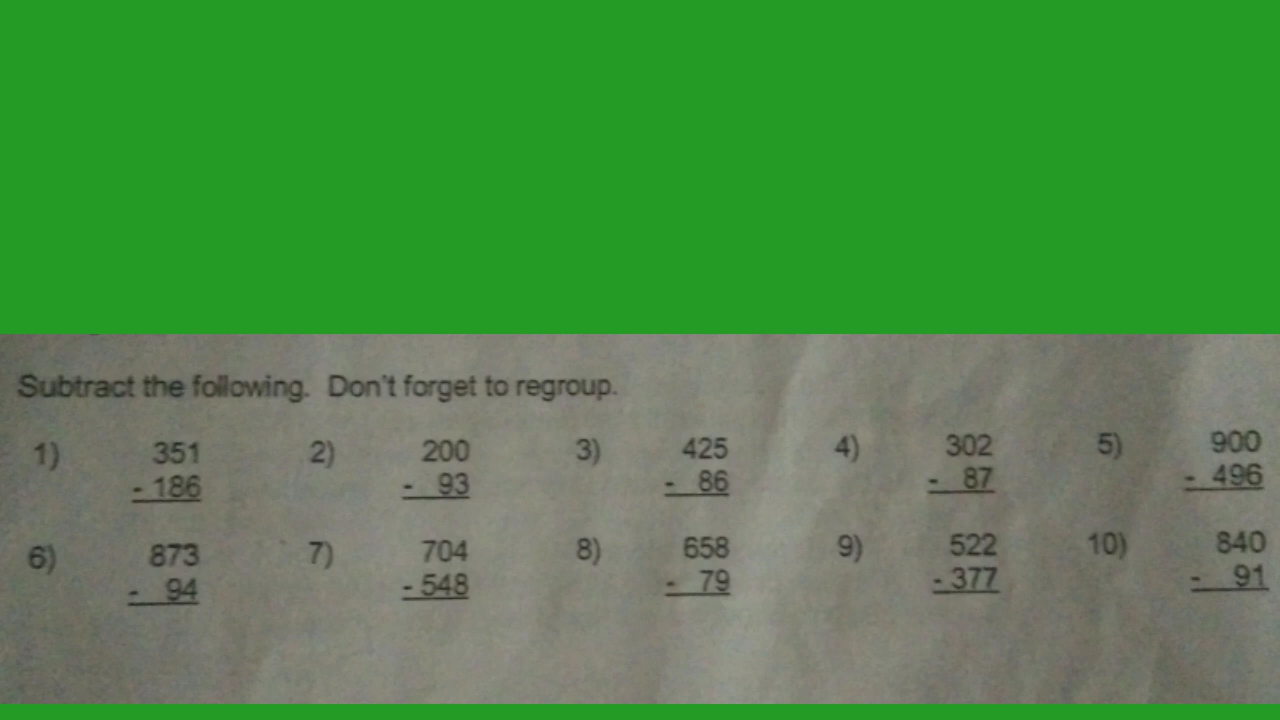 Subtract the following. Don't forget to regroup.
1) 351 2) 200 3) 425 4) 302 5) 900
- 186 - 93 - 86 - 87 - 496
6) 873 7) 704 8) 658 9) 522 10) 840
- 94 - 548 - 79 - 377 - 91